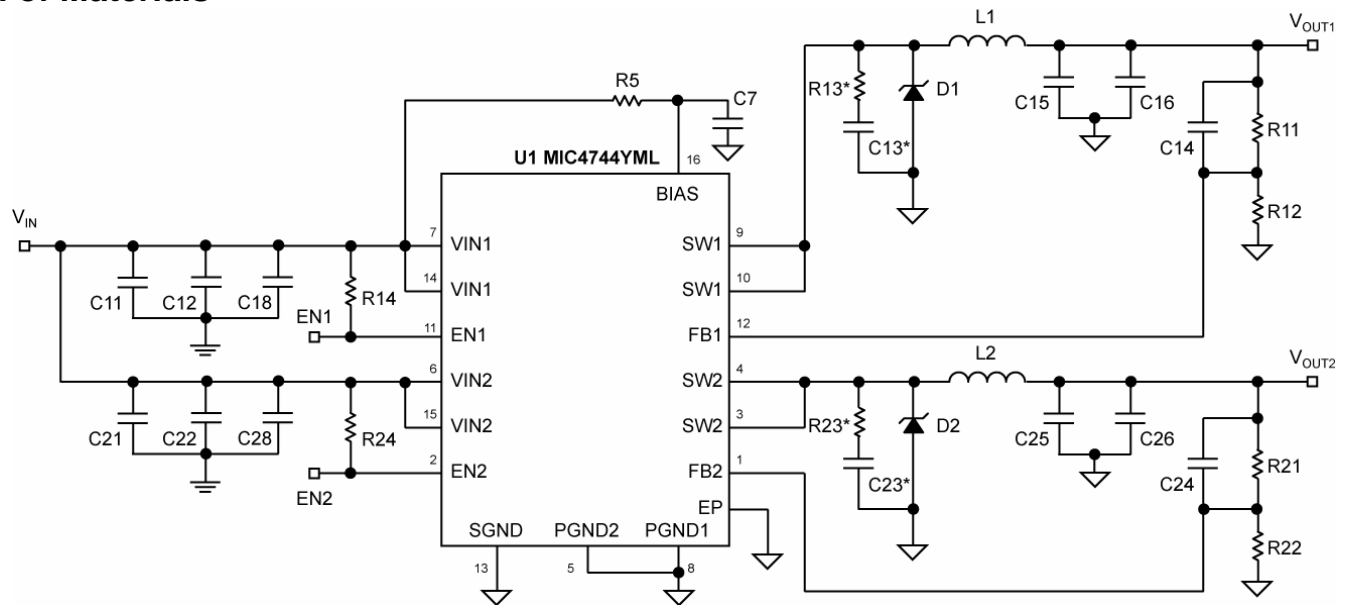 L1
V_OUT1
R5
C7
R13*
D1
C15
C16
C13*
C14
R11
R12
U1 MIC4744YML
16
BIAS
V_IN
7
VIN1
SW1
9
14
VIN1
SW1
10
C11
C12
C18
R14
EN1
11
EN1
FB1
12
L2
V_OUT2
6
VIN2
SW2
4
15
VIN2
SW2
3
C21
C22
C28
R24
R23*
D2
C25
C26
C23*
C24
R21
R22
EN2
2
EN2
FB2
1
EP
SGND
PGND2
PGND1
13
5
8